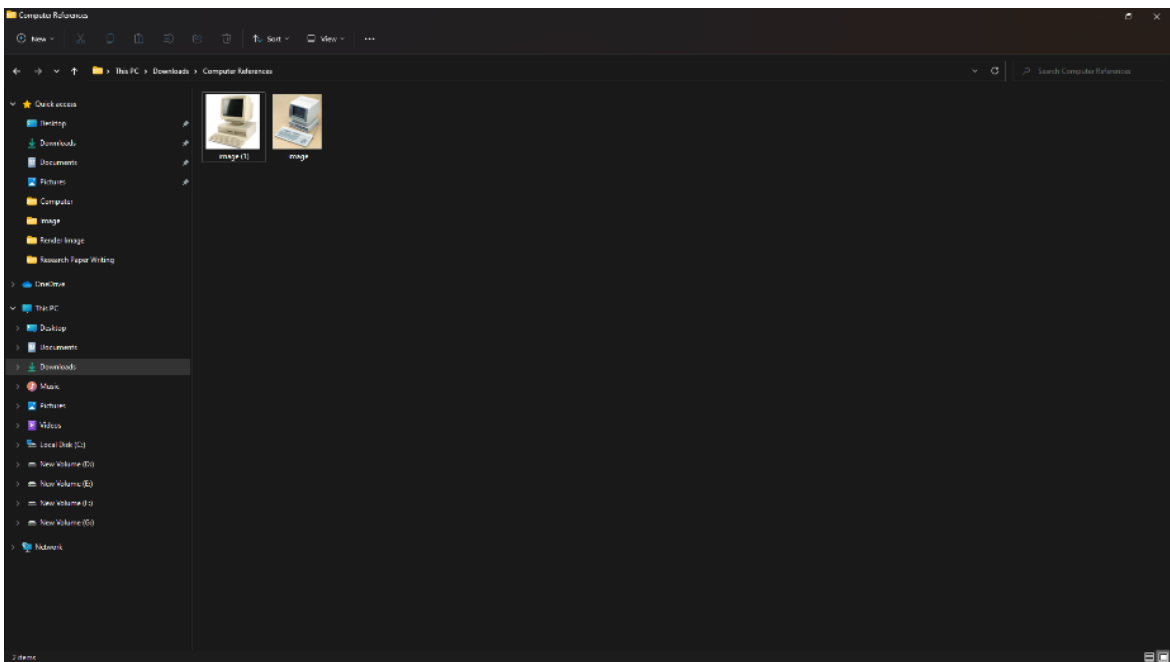 Computer References
New
Sort
View
This PC > Downloads > Computer References
Search Computer References
Quick access
Desktop
Downloads
Documents
Pictures
Computer
Image
Render Image
Research Paper Writing
OneDrive
This PC
Desktop
Documents
Downloads
Music
Pictures
Videos
Local Disk (C:)
New Volume (D:)
New Volume (E:)
New Volume (F:)
New Volume (G:)
Network
image (1)
image
2 items